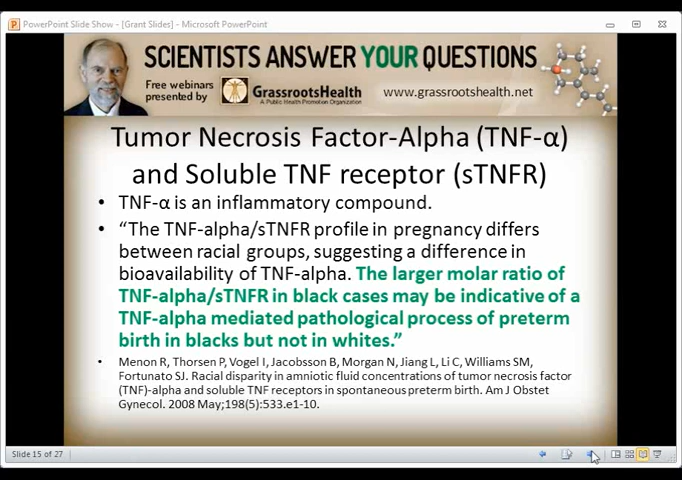 PowerPoint Slide Show - [Grant Slides] - Microsoft PowerPoint
SCIENTISTS ANSWER YOUR QUESTIONS
Free webinars
presented by
GrassrootsHealth
A Public Health Promotion Organization
www.grassrootshealth.net
Tumor Necrosis Factor-Alpha (TNF-α)
and Soluble TNF receptor (sTNFR)
• TNF-α is an inflammatory compound.
• “The TNF-alpha/sTNFR profile in pregnancy differs
between racial groups, suggesting a difference in
bioavailability of TNF-alpha. The larger molar ratio of
TNF-alpha/sTNFR in black cases may be indicative of a
TNF-alpha mediated pathological process of preterm
birth in blacks but not in whites.”
• Menon R, Thorsen P, Vogel I, Jacobsson B, Morgan N, Jiang L, Li C, Williams SM,
Fortunato SJ. Racial disparity in amniotic fluid concentrations of tumor necrosis factor
(TNF)-alpha and soluble TNF receptors in spontaneous preterm birth. Am J Obstet
Gynecol. 2008 May;198(5):533.e1-10.
Slide 15 of 27